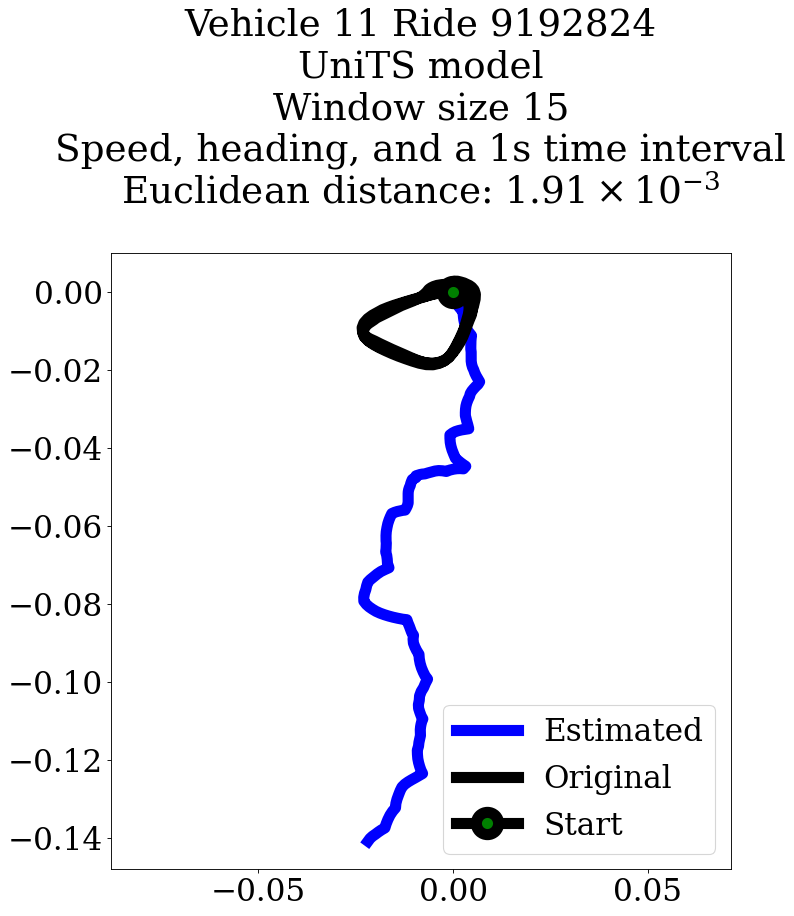 Vehicle 11 Ride 9192824
UniTS model
Window size 15
Speed, heading, and a 1s time interval
Euclidean distance: 1.91 × 10⁻³
0.00
−0.02
−0.04
−0.06
−0.08
−0.10
−0.12
−0.14
Estimated
Original
Start
−0.05
0.00
0.05